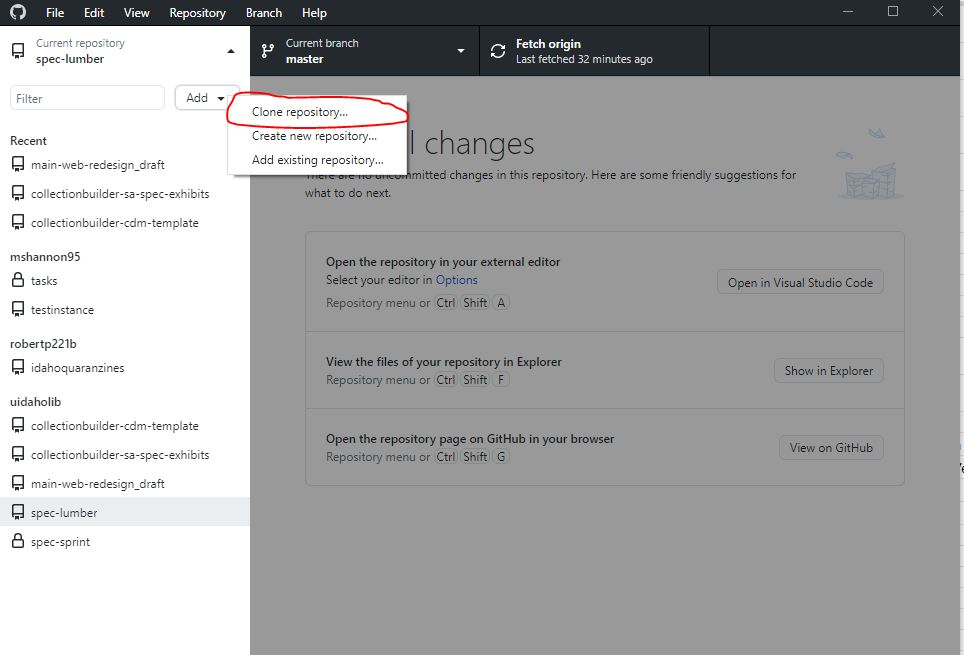 File Edit View Repository Branch Help
Current repository
spec-lumber
Current branch
master
Fetch origin
Last fetched 32 minutes ago
Filter
Add
Clone repository...
Create new repository...
Add existing repository...
Recent
main-web-redesign_draft
collectionbuilder-sa-spec-exhibits
collectionbuilder-cdm-template
mshannon95
tasks
testinstance
robertp221b
idahoquaranzines
uidaholib
collectionbuilder-cdm-template
collectionbuilder-sa-spec-exhibits
main-web-redesign_draft
spec-lumber
spec-sprint
changes
There are no uncommitted changes in this repository. Here are some friendly suggestions for
what to do next.
Open the repository in your external editor
Select your editor in Options
Repository menu or Ctrl Shift A
Open in Visual Studio Code
View the files of your repository in Explorer
Repository menu or Ctrl Shift F
Show in Explorer
Open the repository page on GitHub in your browser
Repository menu or Ctrl Shift G
View on GitHub